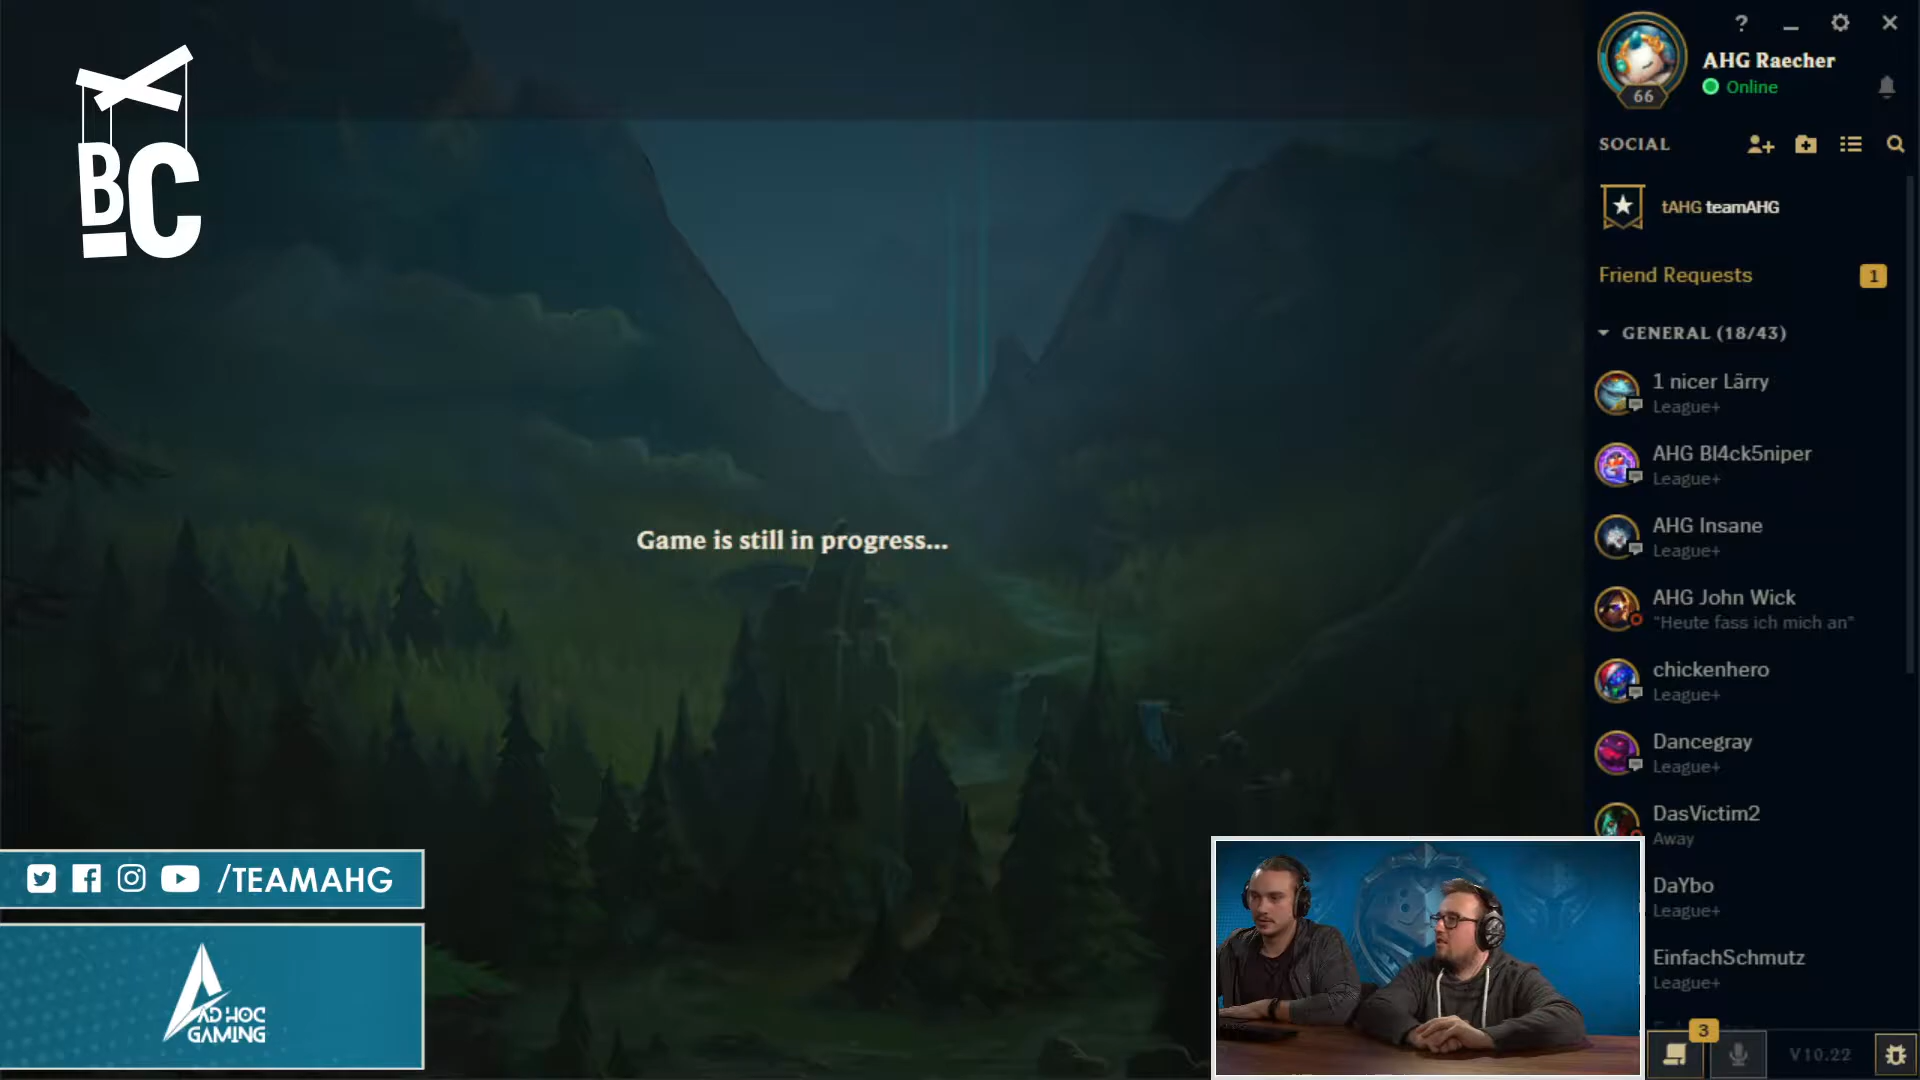 BC
?
AHG Raecher
66
Online
SOCIAL
tAHG teamAHG
Friend Requests
1
GENERAL (18/43)
1 nicer Lärry
League+
AHG Bl4ck5niper
League+
AHG Insane
League+
Game is still in progress...
AHG John Wick
"Heute fass ich mich an"
chickenhero
League+
Dancegray
League+
DasVictim2
Away
/TEAMAHG
DaYbo
League+
EinfachSchmutz
League+
AD HOC
GAMING
3
V10.22